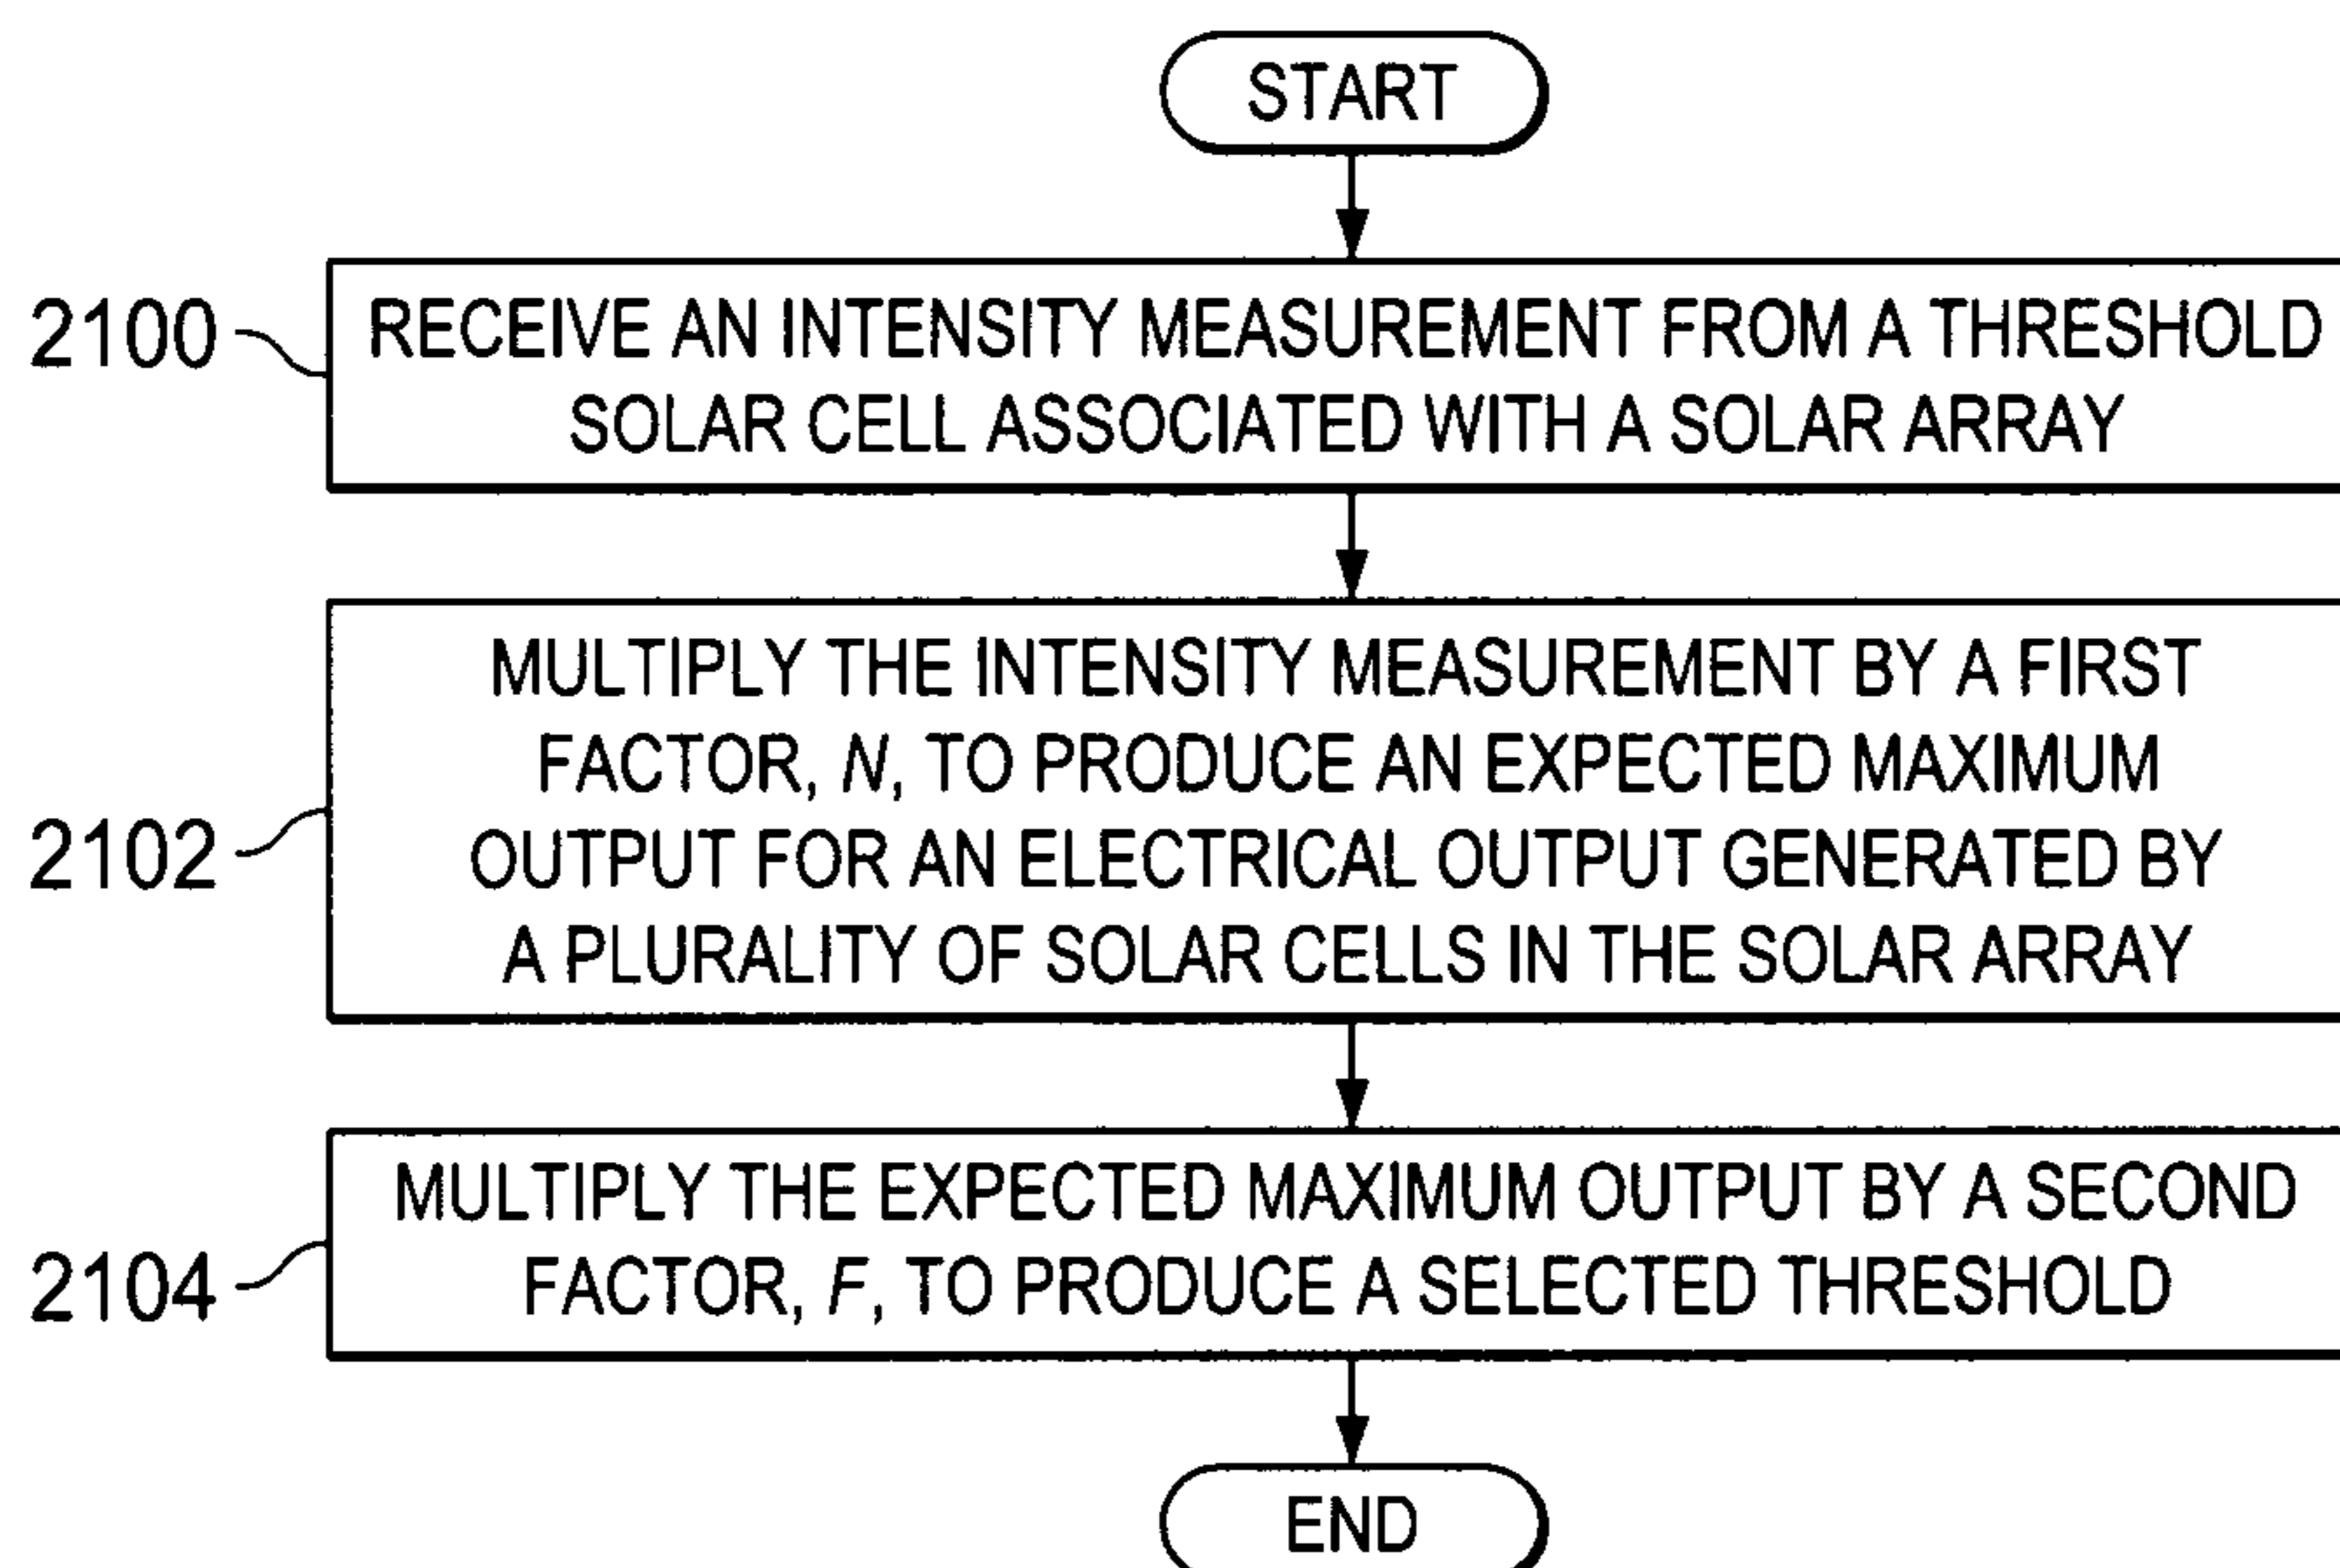 START
2100
RECEIVE AN INTENSITY MEASUREMENT FROM A THRESHOLD
SOLAR CELL ASSOCIATED WITH A SOLAR ARRAY
2102
MULTIPLY THE INTENSITY MEASUREMENT BY A FIRST
FACTOR, N, TO PRODUCE AN EXPECTED MAXIMUM
OUTPUT FOR AN ELECTRICAL OUTPUT GENERATED BY
A PLURALITY OF SOLAR CELLS IN THE SOLAR ARRAY
2104
MULTIPLY THE EXPECTED MAXIMUM OUTPUT BY A SECOND
FACTOR, F, TO PRODUCE A SELECTED THRESHOLD
END